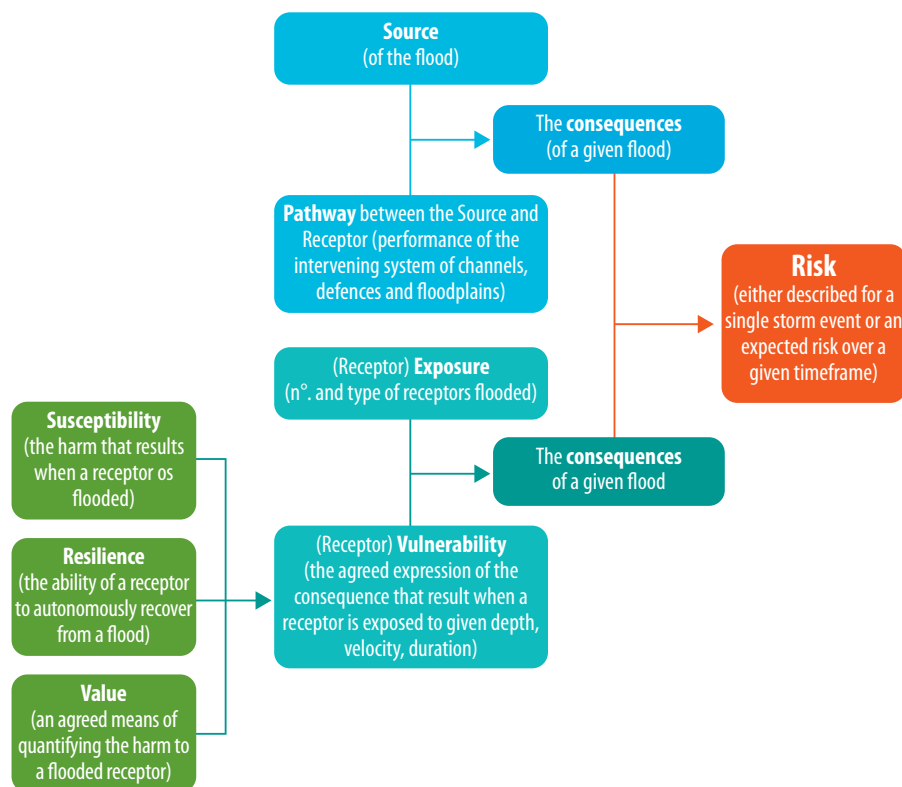 Source
(of the flood)
The consequences
(of a given flood)
Pathway between the Source and
Receptor (performance of the
intervening system of channels,
defences and floodplains)
Risk
(either described for a
single storm event or an
expected risk over a
given timeframe)
(Receptor) Exposure
(n°. and type of receptors flooded)
Susceptibility
(the harm that results
when a receptor os
flooded)
The consequences
of a given flood
(Receptor) Vulnerability
(the agreed expression of the
consequence that result when a
receptor is exposed to given depth,
velocity, duration)
Resilience
(the ability of a receptor
to autonomously recover
from a flood)
Value
(an agreed means of
quantifying the harm to
a flooded receptor)